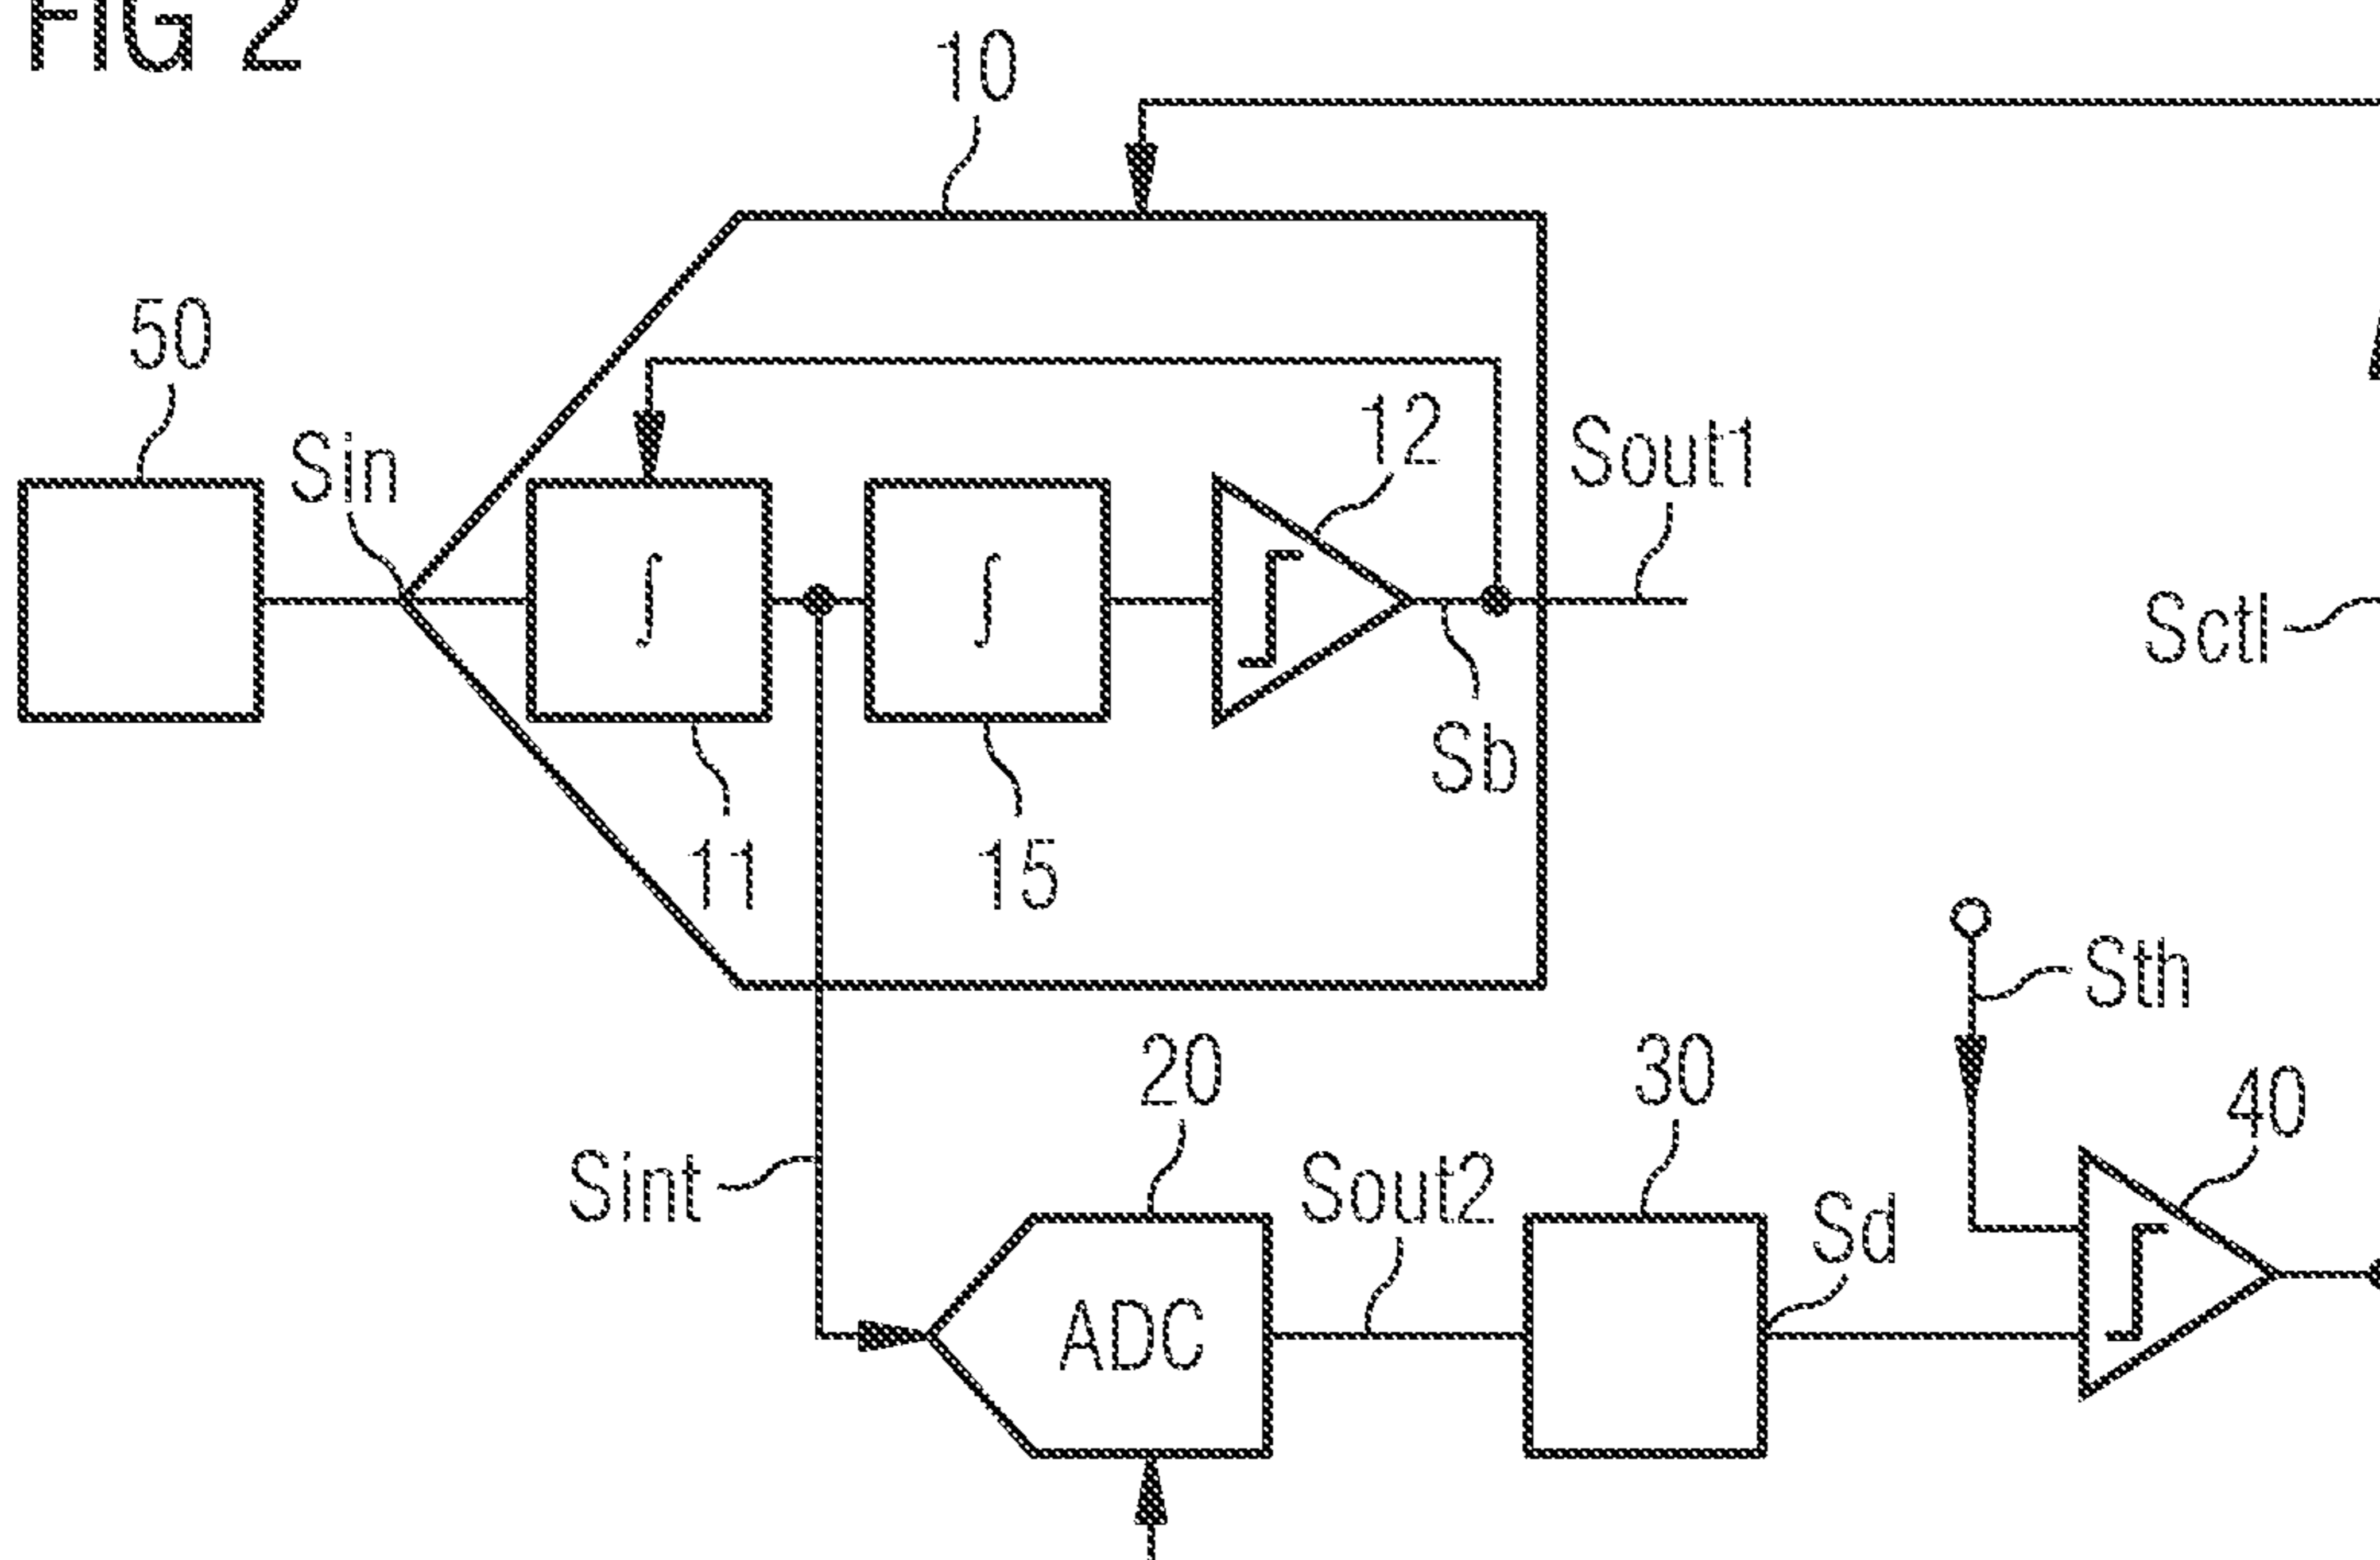 FIG 2
10
50
Sin
12
Sout1
∫
∫
Sctl
Sb
11
15
Sth
20
30
40
Sint
Sout2
Sd
ADC